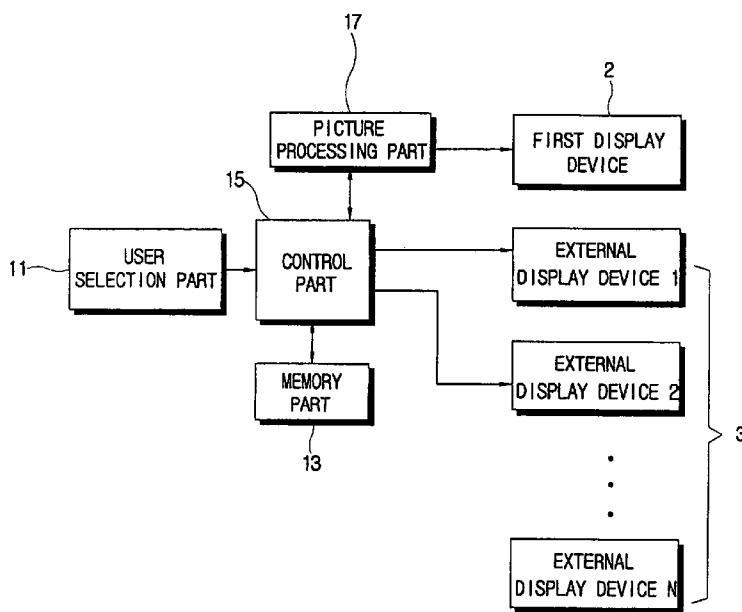 17
2
PICTURE
PROCESSING PART
FIRST DISPLAY
DEVICE
15
11
USER
SELECTION PART
CONTROL
PART
EXTERNAL
DISPLAY DEVICE 1
MEMORY
PART
13
EXTERNAL
DISPLAY DEVICE 2
3
EXTERNAL
DISPLAY DEVICE N